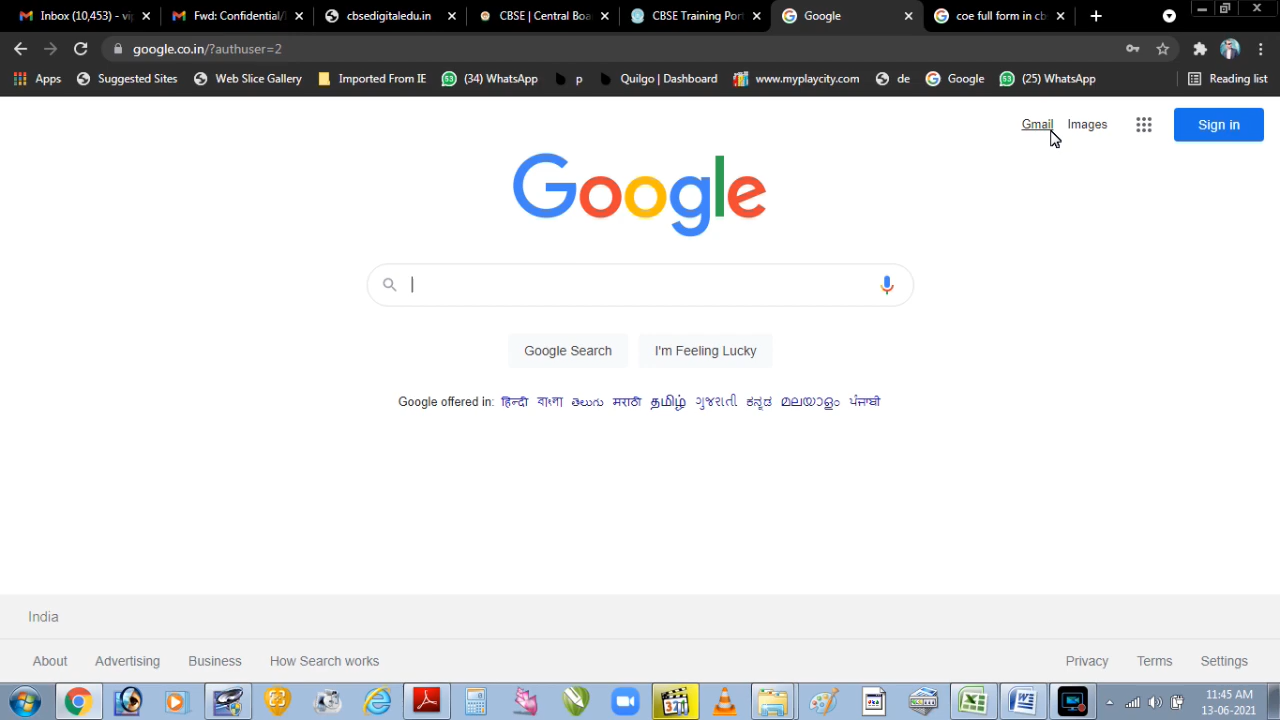 Inbox (10,453) - vi
Fwd: Confidential/
cbsedigitaledu.in
CBSE | Central Boa
CBSE Training Port
Google
coe full form in cb
google.co.in/?authuser=2
Apps
Suggested Sites
Web Slice Gallery
Imported From IE
(34) WhatsApp
p
Quilgo | Dashboard
www.myplaycity.com
de
Google
(25) WhatsApp
Reading list
Gmail
Images
Sign in
Google
Google Search
I'm Feeling Lucky
Google offered in: हिन्दी বাংলা తెలుగు मराठी தமிழ் ગુજરાતી ಕನ್ನಡ മലയാളം ਪੰਜਾਬੀ
India
About
Advertising
Business
How Search works
Privacy
Terms
Settings
11:45 AM
13-06-2021